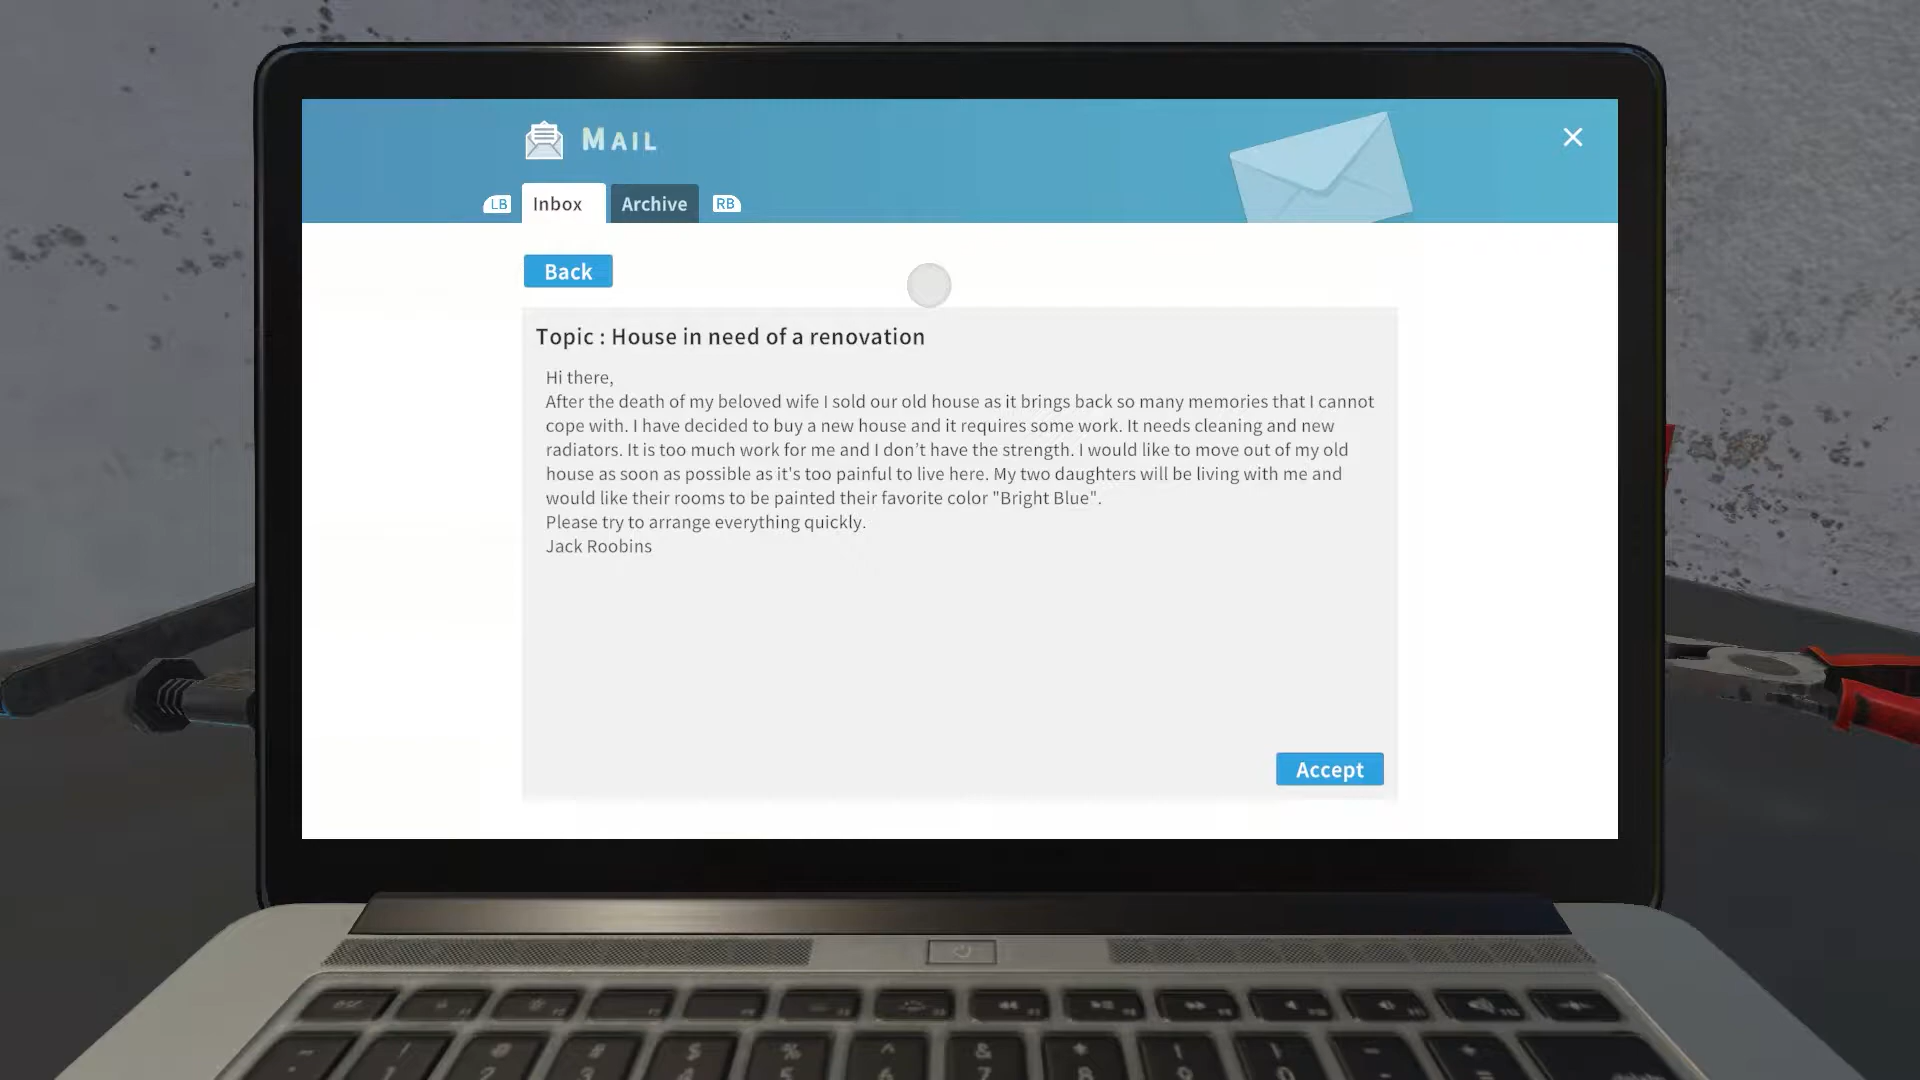 MAIL
LB Inbox Archive RB
Back
Topic : House in need of a renovation
Hi there,
After the death of my beloved wife I sold our old house as it brings back so many memories that I cannot
cope with. I have decided to buy a new house and it requires some work. It needs cleaning and new
radiators. It is too much work for me and I don’t have the strength. I would like to move out of my old
house as soon as possible as it's too painful to live here. My two daughters will be living with me and
would like their rooms to be painted their favorite color "Bright Blue".
Please try to arrange everything quickly.
Jack Roobins
Accept